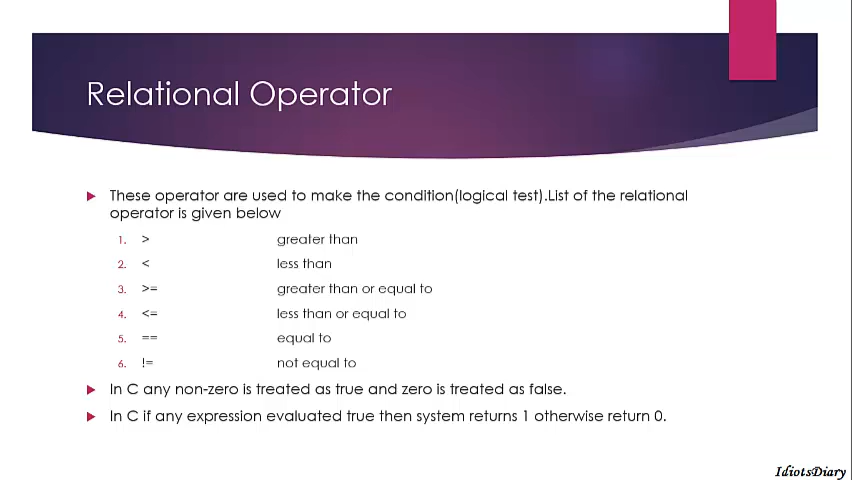 Relational Operator
These operator are used to make the condition(logical test).List of the relational
operator is given below
1. > greater than
2. < less than
3. >= greater than or equal to
4. <= less than or equal to
5. == equal to
6. != not equal to
In C any non-zero is treated as true and zero is treated as false.
In C if any expression evaluated true then system returns 1 otherwise return 0.
IdiotsDiary